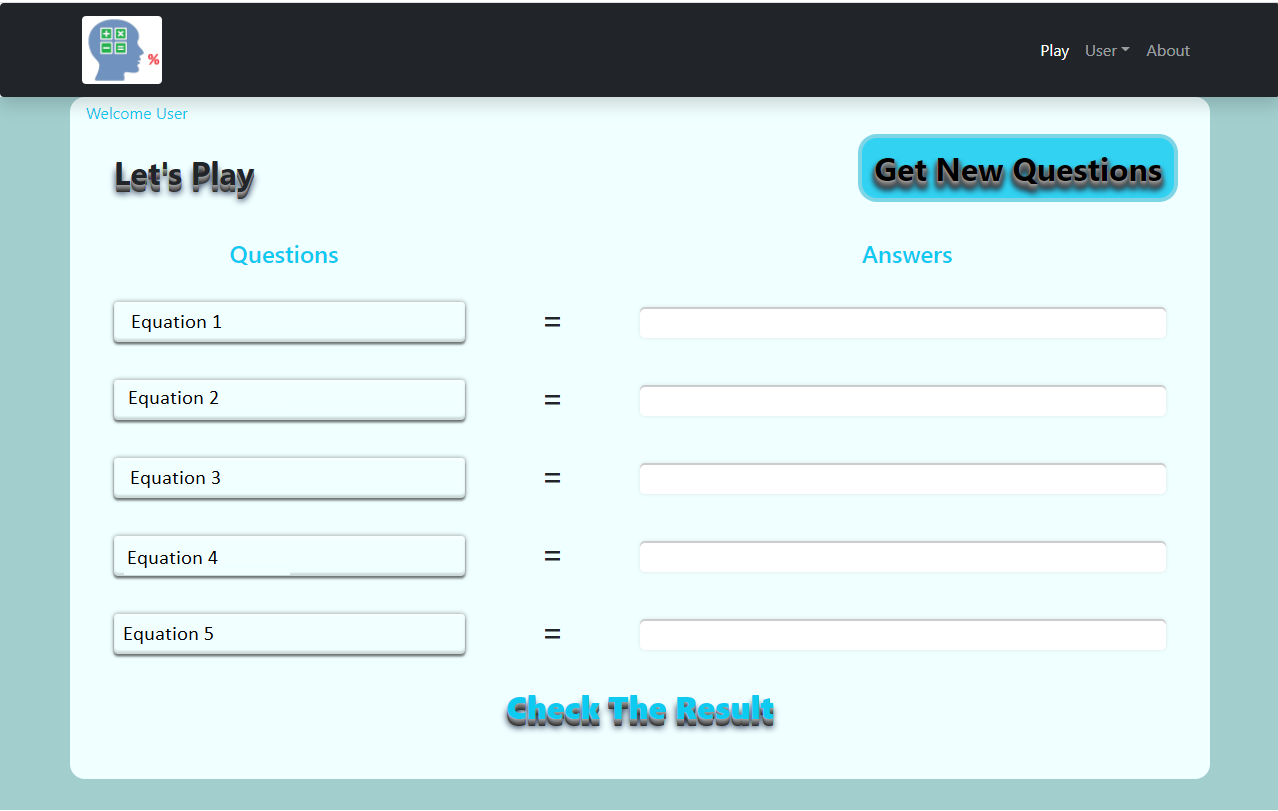 %
Play User About
Welcome User
Let's Play
Get New Questions
Questions Answers
Equation 1 =
Equation 2 =
Equation 3 =
Equation 4 =
Equation 5 =
Check The Result